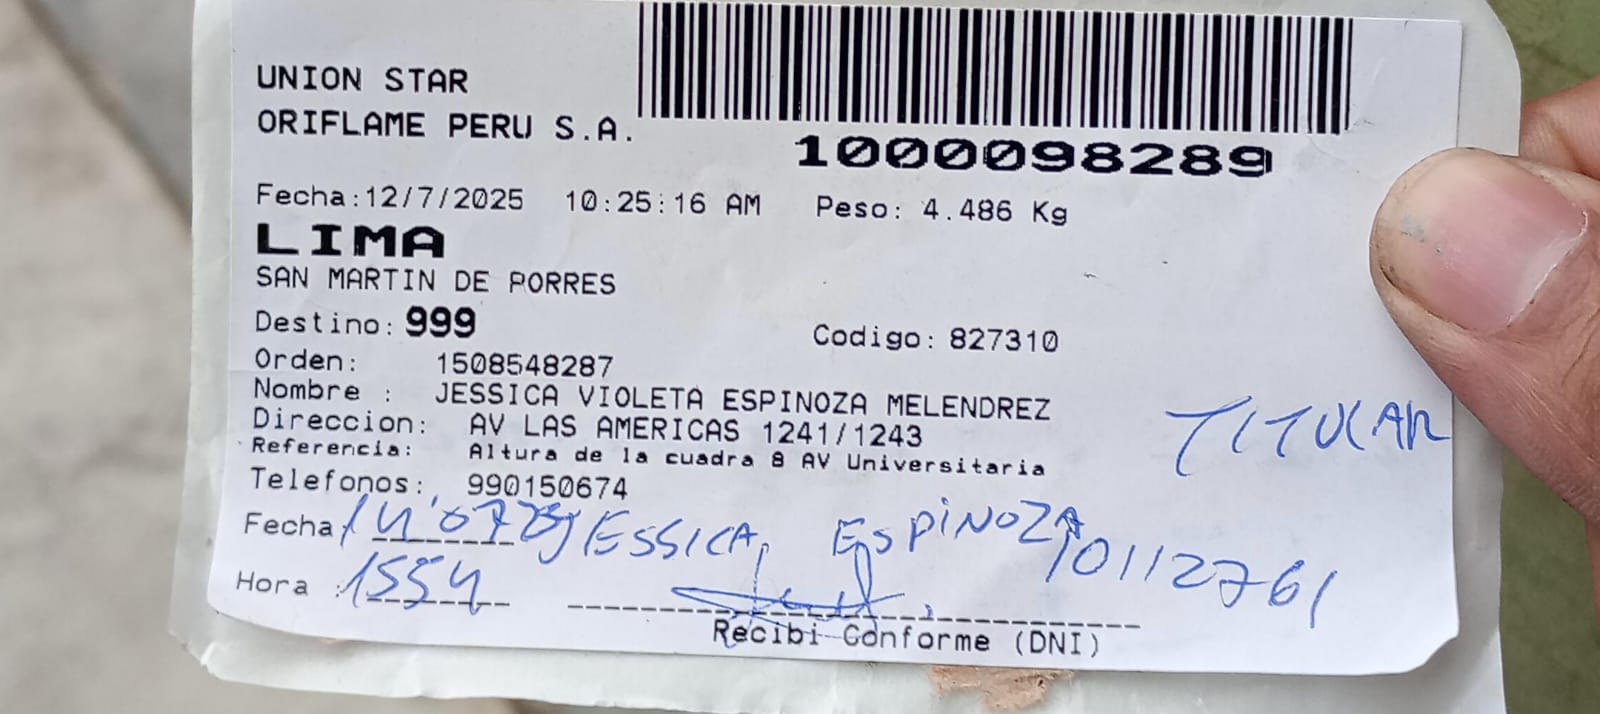 UNION STAR
ORIFLAME PERU S.A.
1000098289
Fecha:12/7/2025 10:25:16 AM Peso: 4.486 Kg
LIMA
SAN MARTIN DE PORRES
Destino: 999 Codigo: 827310
Orden: 1508548287
Nombre : JESSICA VIOLETA ESPINOZA MELENDREZ
Direccion: AV LAS AMERICAS 1241/1243
TITULAR
Referencia: Altura de la cuadra 8 AV Universitaria
Telefonos: 990150674
Fecha JESSICA ESPINOZA
10112761
Hora : 1554
Recibi Conforme (DNI)